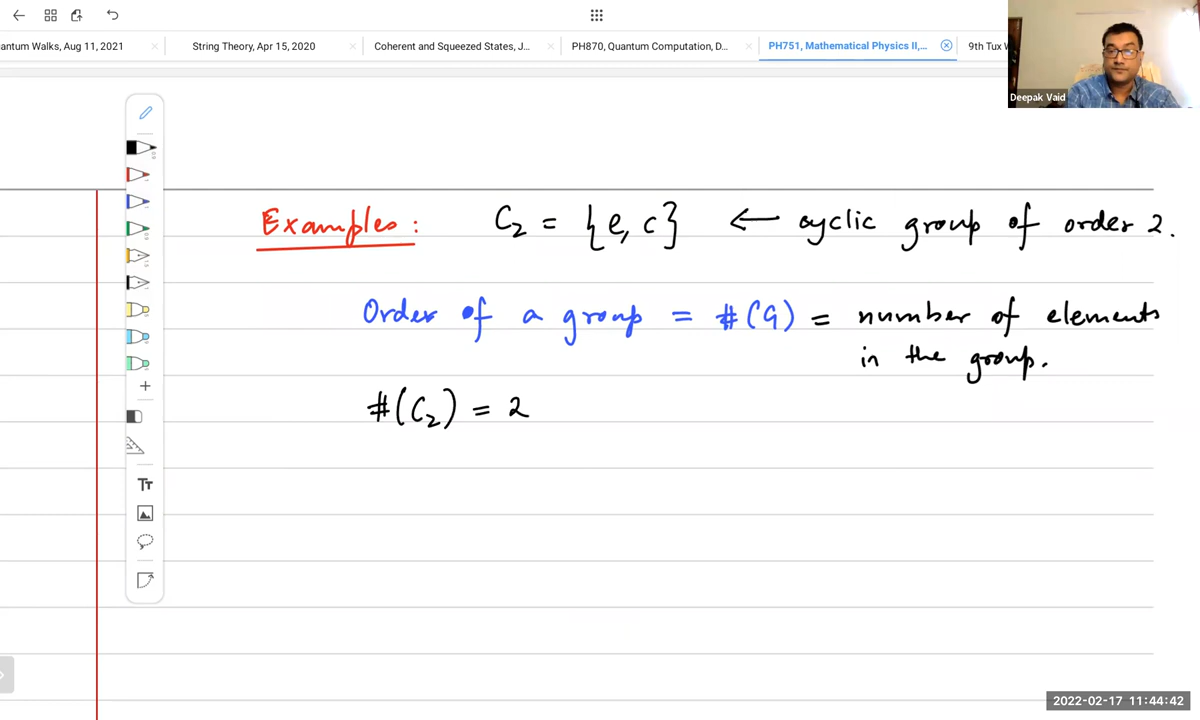 antum Walks, Aug 11, 2021
String Theory, Apr 15, 2020
Coherent and Squeezed States, J...
PH870, Quantum Computation, D...
PH751, Mathematical Physics II,...
9th Tux W
Deepak Vaid
Examples : C₂ = {e, c} ← cyclic group of order 2.
Order of a group = #(G) = number of elements
in the group.
#(C₂) = 2
TT
2022-02-17 11:44:42